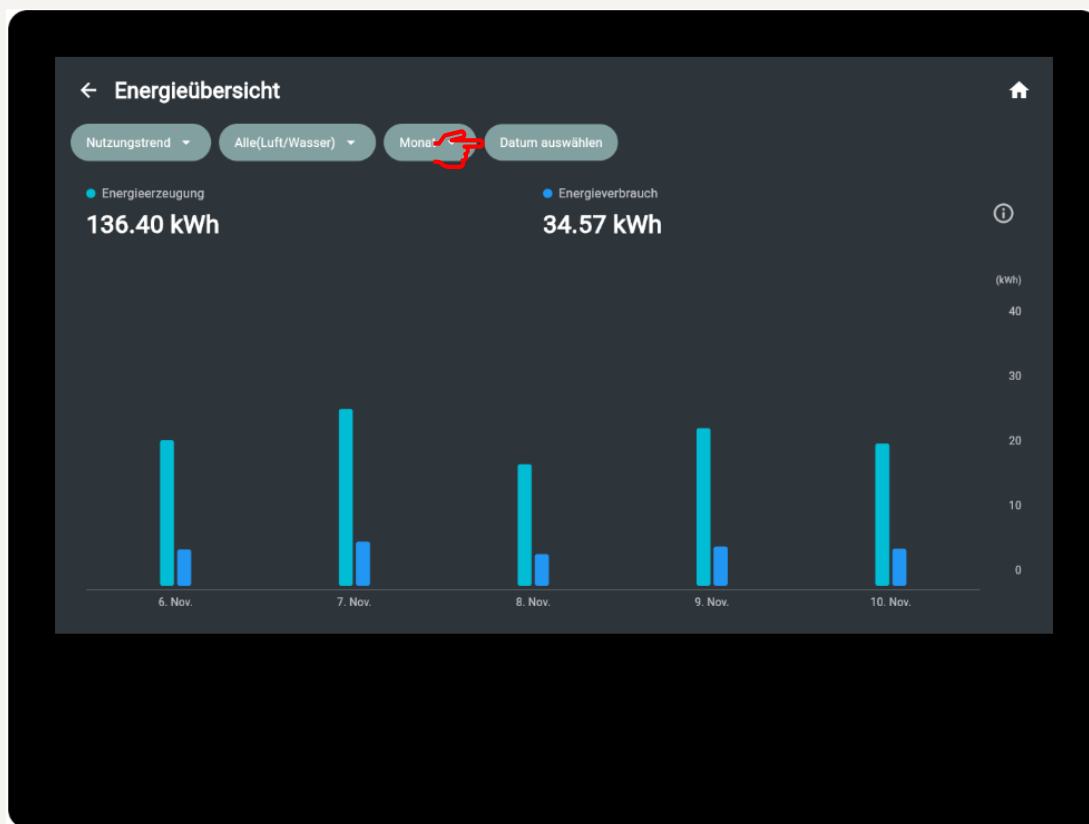 Energieübersicht
Nutzungstrend Alle(Luft/Wasser) Monat Datum auswählen
Energieerzeugung Energieverbrauch
136.40 kWh 34.57 kWh
(kWh)
40
30
20
10
0
6. Nov. 7. Nov. 8. Nov. 9. Nov. 10. Nov.